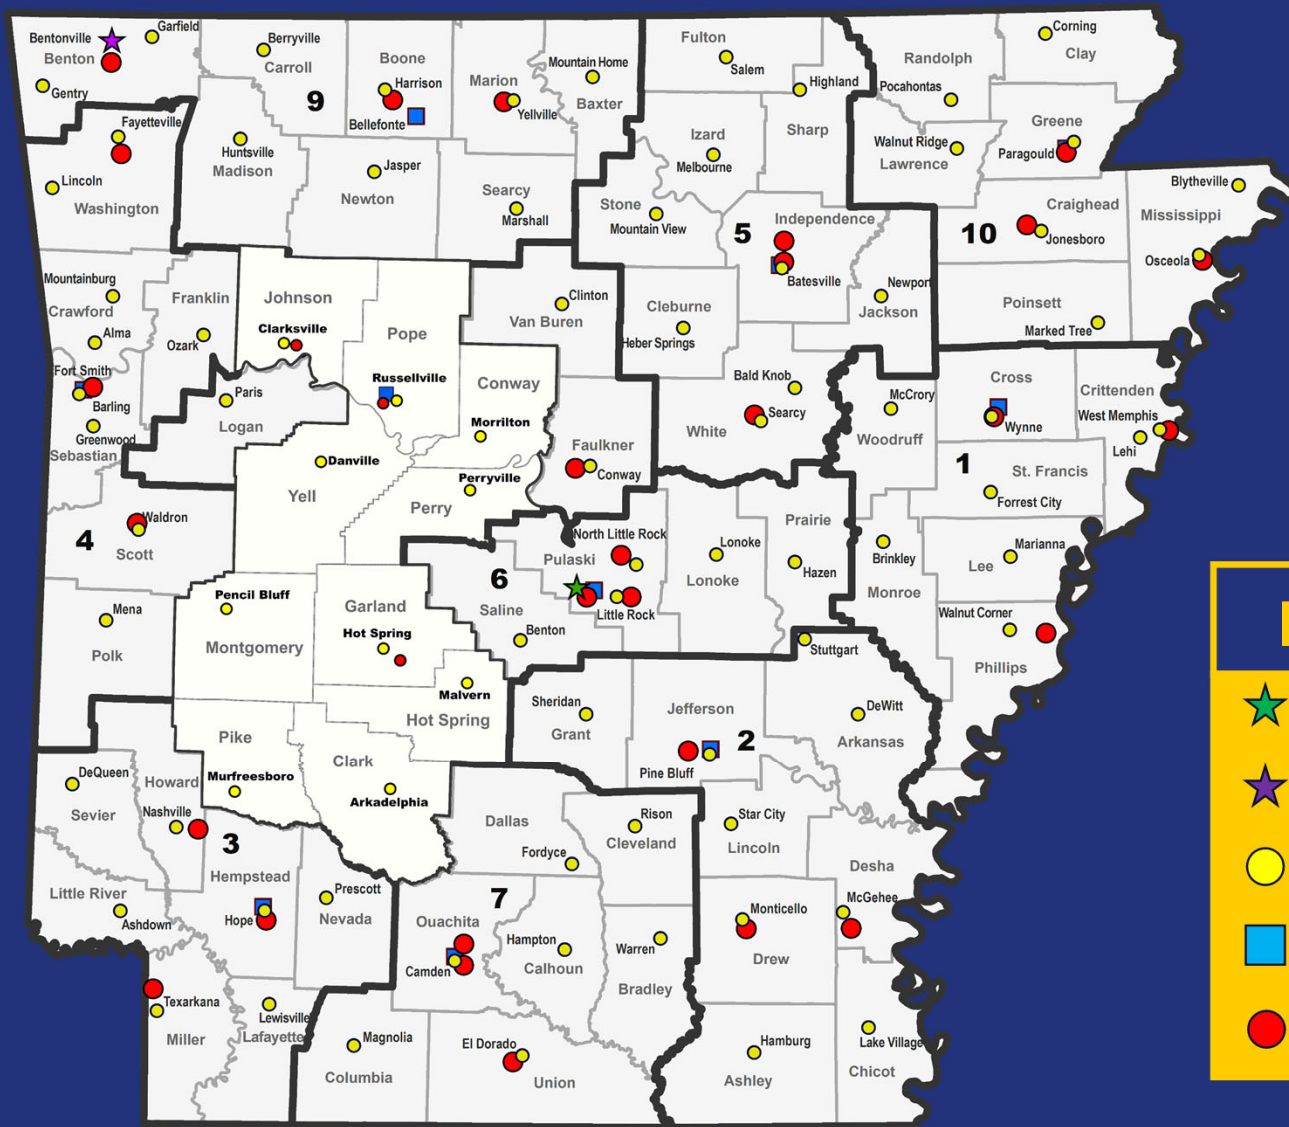 Garfield
Bentonville
Benton
Gentry
Berryville
Carroll
9
Boone
Harrison
Bellefonte
Marion
Yellville
Mountain Home
Baxter
Fulton
Salem
Highland
Sharp
Izard
Melbourne
Randolph
Pocahontas
Corning
Clay
Greene
Paragould
Walnut Ridge
Lawrence
Fayetteville
Lincoln
Washington
Huntsville
Madison
Jasper
Newton
Searcy
Marshall
Stone
Mountain View
5
Independence
Batesville
10
Craighead
Jonesboro
Blytheville
Mississippi
Osceola
Poinsett
Marked Tree
Mountainburg
Crawford
Alma
Franklin
Ozark
Johnson
Clarksville
Pope
Russellville
Clinton
Van Buren
Cleburne
Heber Springs
Newport
Jackson
Fort Smith
Barling
Greenwood
Sebastian
Paris
Logan
Conway
Morrilton
Faulkner
Conway
Bald Knob
Searcy
White
McCrory
Woodruff
Cross
Wynne
Crittenden
West Memphis
Lehi
1
St. Francis
Forrest City
Danville
Yell
Perryville
Perry
Waldron
4
Scott
North Little Rock
Pulaski
6
Saline
Little Rock
Benton
Lonoke
Lonoke
Prairie
Hazen
Brinkley
Monroe
Marianna
Lee
Walnut Corner
Phillips
Mena
Polk
Pencil Bluff
Montgomery
Garland
Hot Spring
Malvern
Hot Spring
Stuttgart
Sheridan
Grant
Jefferson
2
Pine Bluff
DeWitt
Arkansas
Pike
Murfreesboro
Clark
Arkadelphia
DeQueen
Sevier
Howard
Nashville
3
Hempstead
Hope
Little River
Ashdown
Prescott
Nevada
Dallas
Fordyce
Rison
Cleveland
Star City
Lincoln
Desha
McGehee
Monticello
Drew
7
Ouachita
Camden
Hampton
Calhoun
Warren
Bradley
Texarkana
Miller
Lewisville
Lafayette
Magnolia
Columbia
El Dorado
Union
Hamburg
Ashley
Lake Village
Chicot